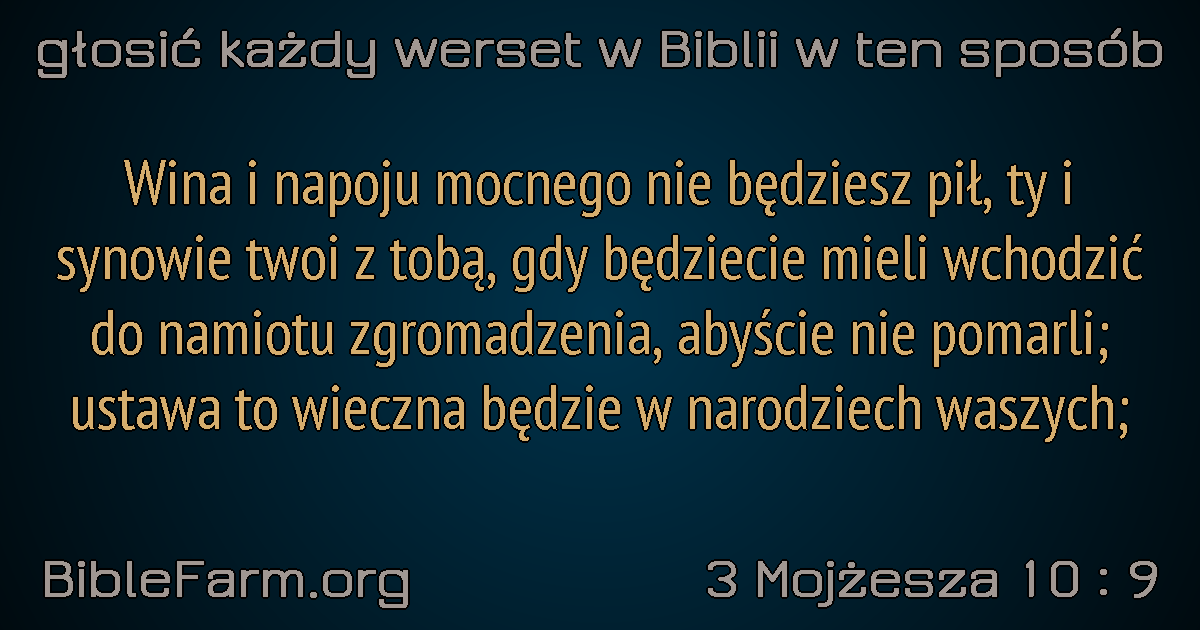 głosić każdy werset w Biblii w ten sposób
Wina i napoju mocnego nie będziesz pił, ty i
synowie twoi z tobą, gdy będziecie mieli wchodzić
do namiotu zgromadzenia, abyście nie pomarli;
ustawa to wieczna będzie w narodziech waszych;
BibleFarm.org
3 Mojżesza 10 : 9